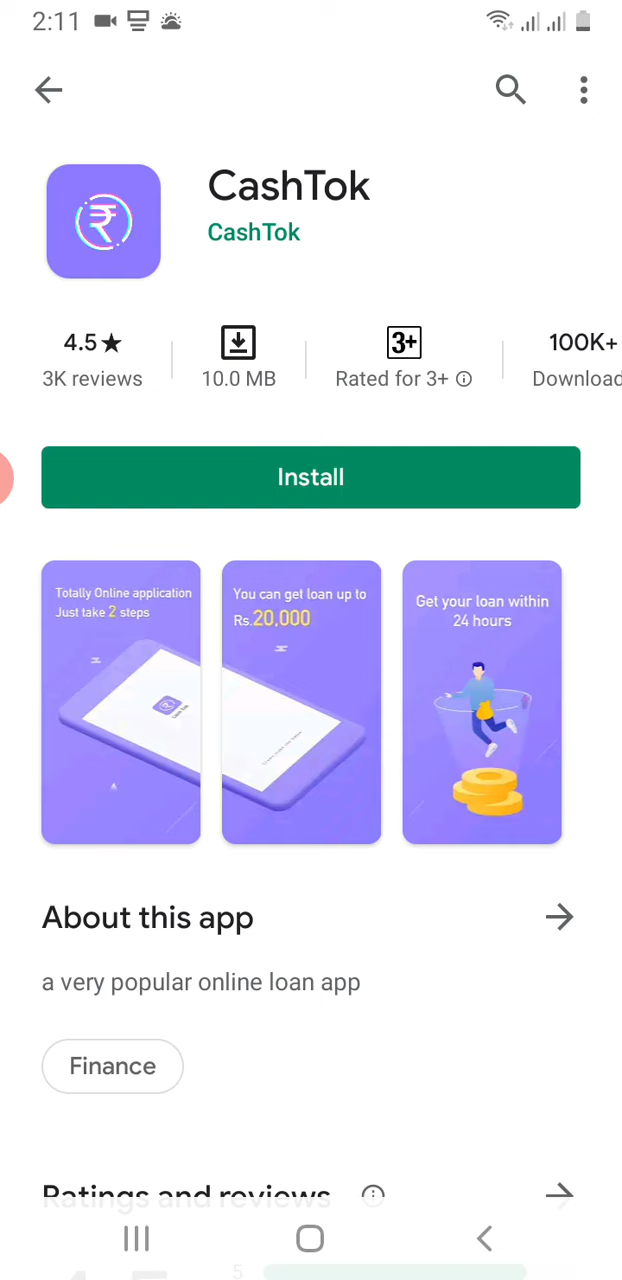 2:11
CashTok
CashTok
4.5★
3K reviews
10.0 MB
3+
Rated for 3+
100K+
Download
Install
Totally Online application
Just take 2 steps
You can get loan up to
Rs.20,000
Get your loan within
24 hours
About this app
a very popular online loan app
Finance
Ratings and reviews
5